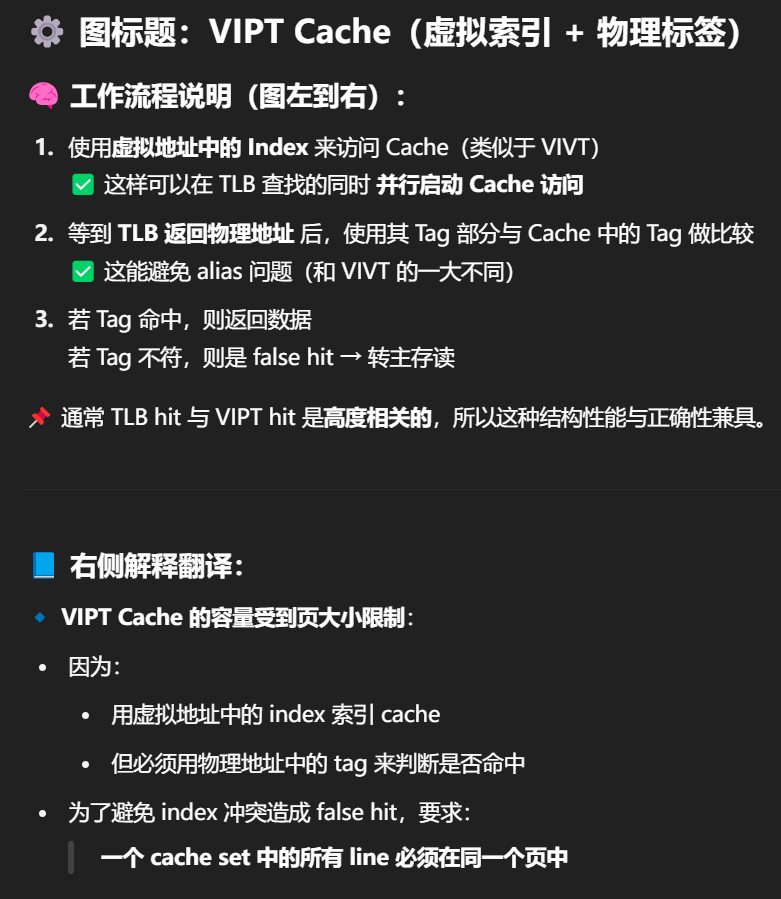 ⚙️ 图标题：VIPT Cache（虚拟索引 + 物理标签）
🧠 工作流程说明（图左到右）：
1. 使用虚拟地址中的 Index 来访问 Cache（类似于 VIVT）
✅ 这样可以在 TLB 查找的同时 并行启动 Cache 访问
2. 等到 TLB 返回物理地址 后，使用其 Tag 部分与 Cache 中的 Tag 做比较
✅ 这能避免 alias 问题（和 VIVT 的一大不同）
3. 若 Tag 命中，则返回数据
若 Tag 不符，则是 false hit → 转主存读
📌 通常 TLB hit 与 VIPT hit 是高度相关的，所以这种结构性能与正确性兼具。
📘 右侧解释翻译：
🔹 VIPT Cache 的容量受到页大小限制：
• 因为：
• 用虚拟地址中的 index 索引 cache
• 但必须用物理地址中的 tag 来判断是否命中
• 为了避免 index 冲突造成 false hit，要求：
一个 cache set 中的所有 line 必须在同一个页中